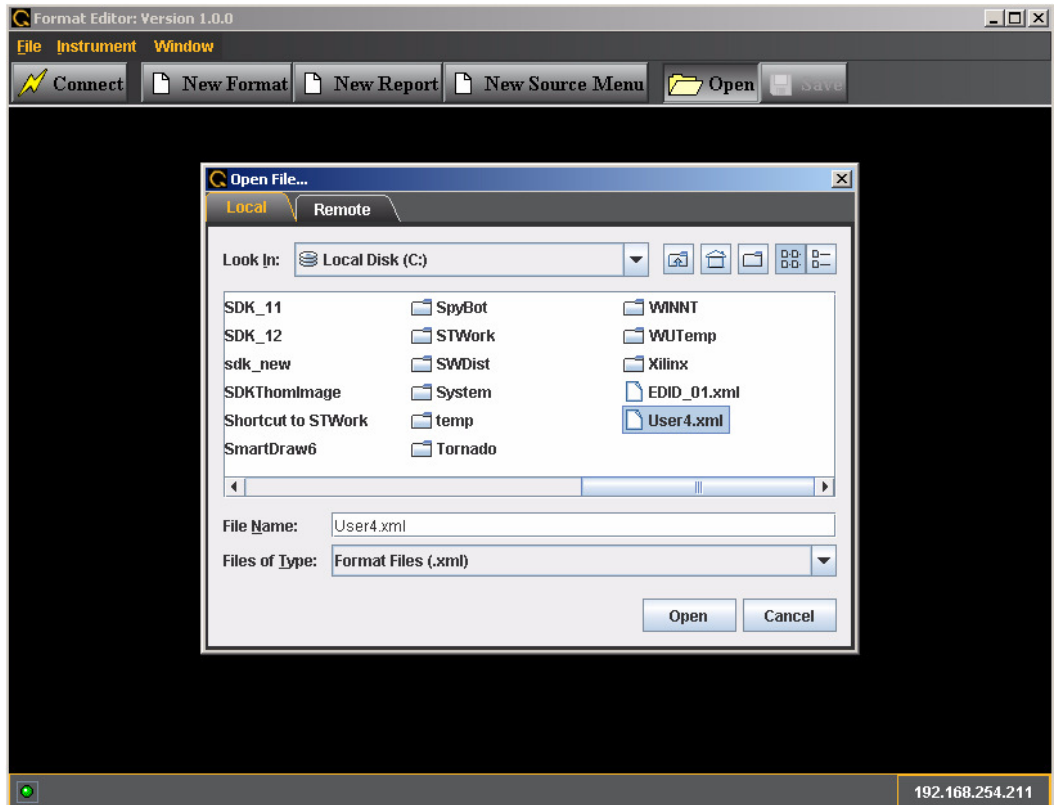 Format Editor: Version 1.0.0
File Instrument Window
Connect New Format New Report New Source Menu Open Save
Open File...
Local Remote
Look In: Local Disk (C:)
SDK_11 SpyBot WINNT
SDK_12 STWork WUTemp
sdk_new SWDist Xilinx
SDKThomImage System EDID_01.xml
Shortcut to STWork temp User4.xml
SmartDraw6 Tornado
File Name: User4.xml
Files of Type: Format Files (.xml)
Open Cancel
192.168.254.211